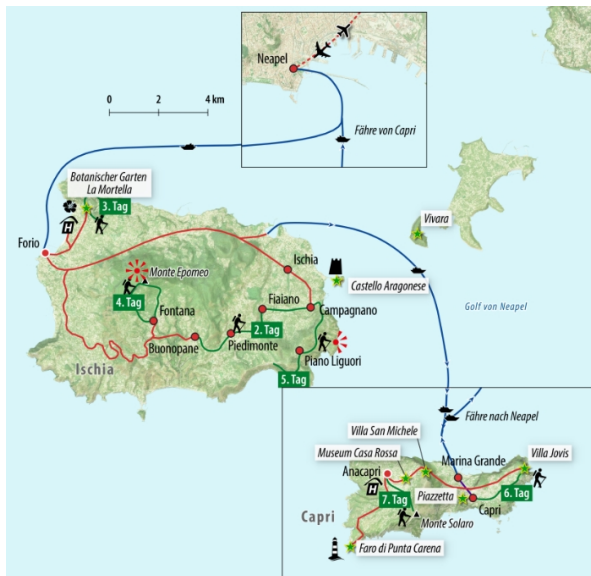 Neapel
0 2 4 km
Fähre von Capri
Botanischer Garten
La Mortella
3. Tag
H
Vivara
Forio
Ischia
Monte Epomeo
Castello Aragonese
4. Tag
Golf von Neapel
Fontana
Fiaiano
Campagnano
2. Tag
Buonopane
Piedimonte
Piano Liguori
Ischia
5. Tag
Fähre nach Neapel
Villa San Michele
Museum Casa Rossa
Marina Grande
Villa Jovis
Anacapri
H
Piazzetta
6. Tag
7. Tag
Capri
Capri
Monte Solaro
Faro di Punta Carena